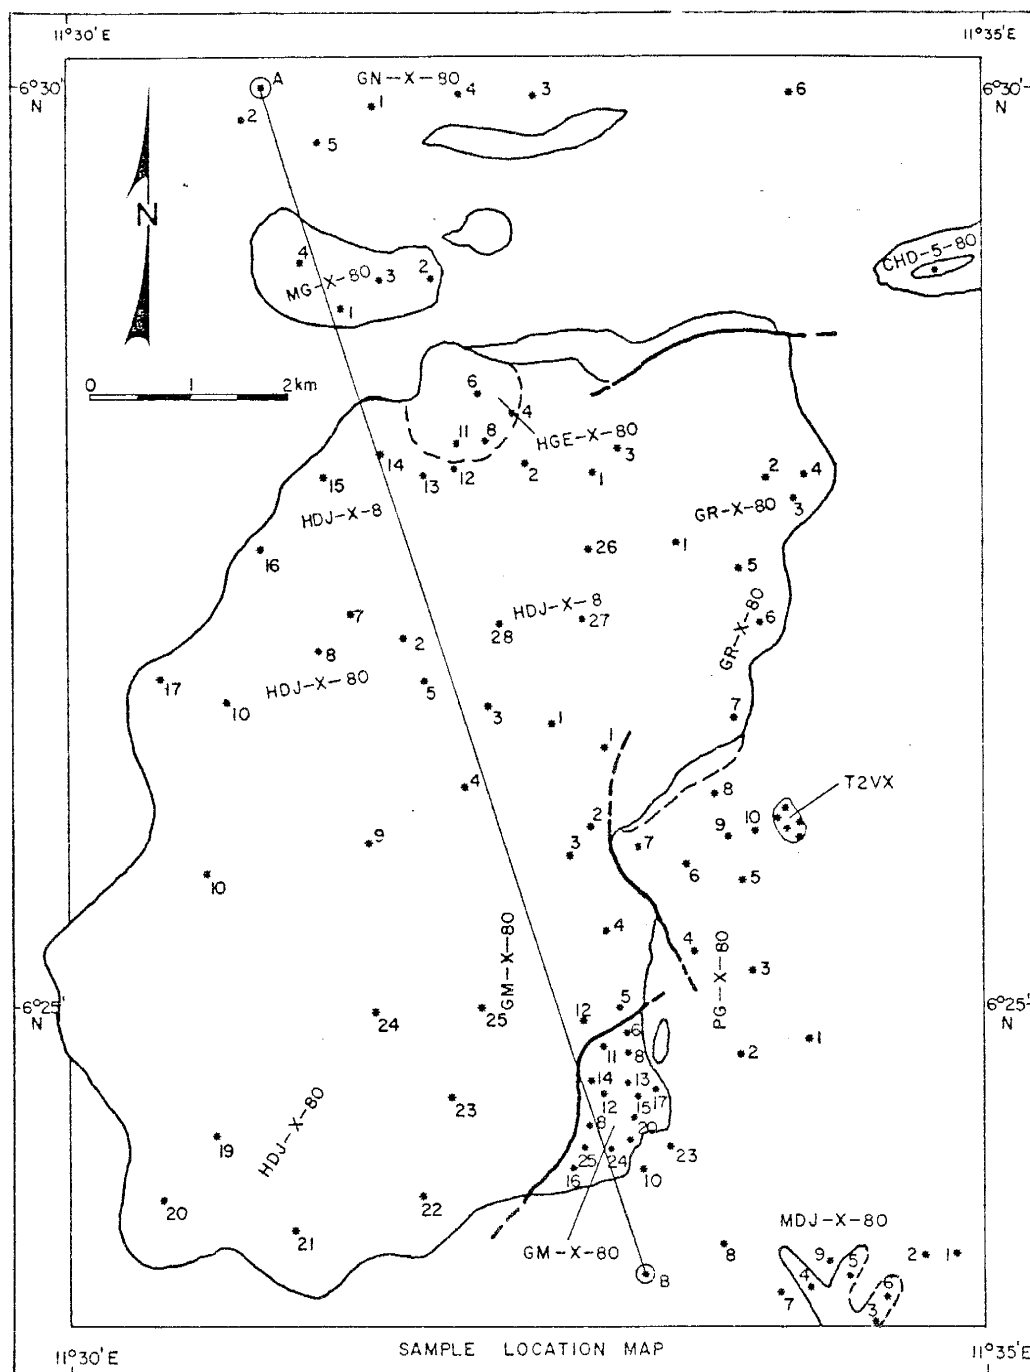 11°30'E 11°35'E
A GN-X-80
6°30' N 2 1 4 3 6 6°30' N
5
N
4 MG-X-80 3 2 CHD-5-80
1
0 1 2 km
6 4
11 8 HGE-X-80
14 12 2 3
15 13 1 2 4
HDJ-X-8 GR-X-80 3
16 26 1 5
7 HDJ-X-8 27 GR-X-80 6
28
8 2
17 HDJ-X-80 5
10 3 1 7
1
4 8 T2VX
2 9 10
9 3 7
10 6 5
4 4 PG-X-80
GM-X-80 3
6°25' N 24 25 12 5 6°25' N
6 1
11 8 2
14 13
23 12 15 17
8 20
19 HDJ-X-80 25 24 23
16 10
20 22
21 MDJ-X-80
GM-X-80 8 9 5 2 1
B 4 6
7 3
11°30'E SAMPLE LOCATION MAP 11°35'E